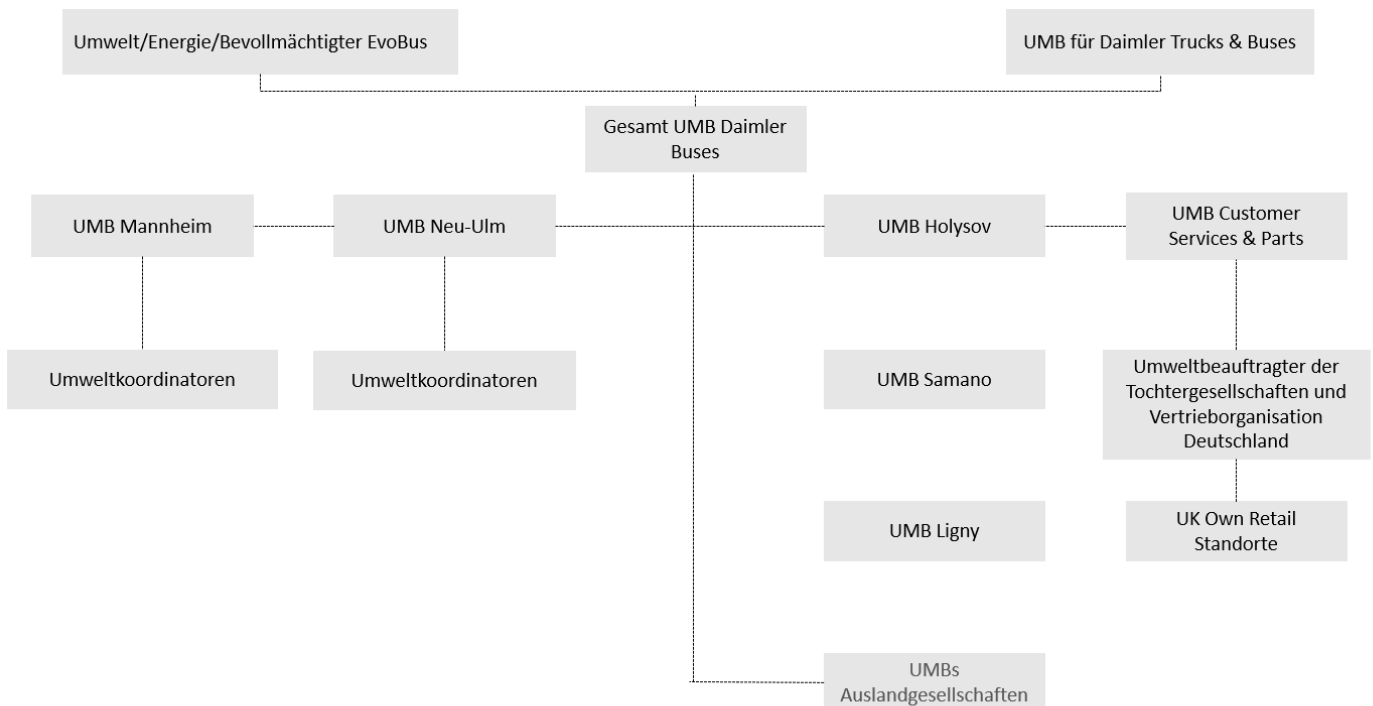 Umwelt/Energie/Bevollmächtigter EvoBus
UMB für Daimler Trucks & Buses
Gesamt UMB Daimler
Buses
UMB Mannheim
UMB Neu-Ulm
UMB Holysov
UMB Customer
Services & Parts
Umweltkoordinatoren
Umweltkoordinatoren
UMB Samano
Umweltbeauftragter der
Tochtergesellschaften und
Vertrieborganisation
Deutschland
UMB Ligny
UK Own Retail
Standorte
UMBs
Auslandgesellschaften